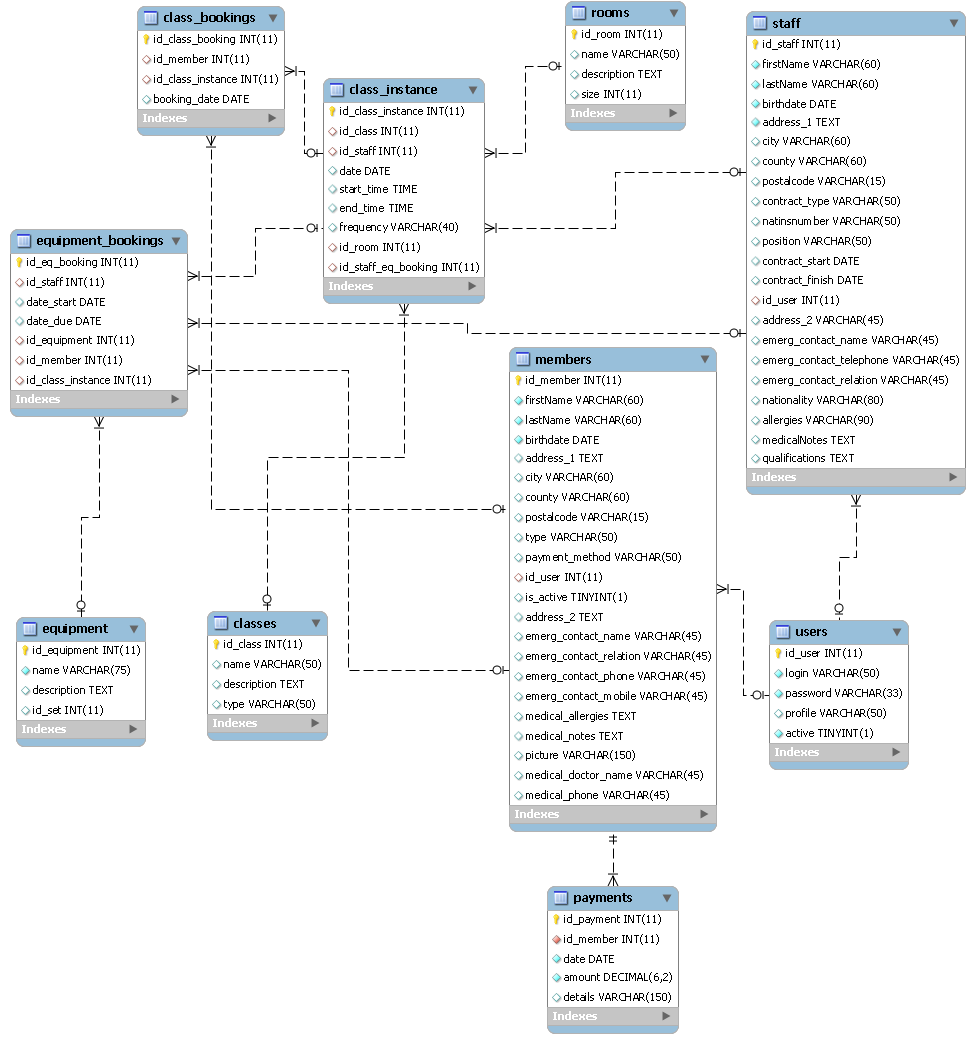 class_bookings
id_class_booking INT(11)
id_member INT(11)
id_class_instance INT(11)
booking_date DATE
Indexes
rooms
id_room INT(11)
name VARCHAR(50)
description TEXT
size INT(11)
Indexes
staff
id_staff INT(11)
firstName VARCHAR(60)
lastName VARCHAR(60)
birthdate DATE
address_1 TEXT
city VARCHAR(60)
county VARCHAR(60)
postalcode VARCHAR(15)
contract_type VARCHAR(50)
natinsnumber VARCHAR(50)
position VARCHAR(50)
contract_start DATE
contract_finish DATE
id_user INT(11)
address_2 VARCHAR(45)
emerg_contact_name VARCHAR(45)
emerg_contact_telephone VARCHAR(45)
emerg_contact_relation VARCHAR(45)
nationality VARCHAR(80)
allergies VARCHAR(90)
medicalNotes TEXT
qualifications TEXT
Indexes
class_instance
id_class_instance INT(11)
id_class INT(11)
id_staff INT(11)
date DATE
start_time TIME
end_time TIME
frequency VARCHAR(40)
id_room INT(11)
id_staff_eq_booking INT(11)
Indexes
equipment_bookings
id_eq_booking INT(11)
id_staff INT(11)
date_start DATE
date_due DATE
id_equipment INT(11)
id_member INT(11)
id_class_instance INT(11)
Indexes
members
id_member INT(11)
firstName VARCHAR(60)
lastName VARCHAR(60)
birthdate DATE
address_1 TEXT
city VARCHAR(60)
county VARCHAR(60)
postalcode VARCHAR(15)
type VARCHAR(50)
payment_method VARCHAR(50)
id_user INT(11)
is_active TINYINT(1)
address_2 TEXT
emerg_contact_name VARCHAR(45)
emerg_contact_relation VARCHAR(45)
emerg_contact_phone VARCHAR(45)
emerg_contact_mobile VARCHAR(45)
medical_allergies TEXT
medical_notes TEXT
picture VARCHAR(150)
medical_doctor_name VARCHAR(45)
medical_phone VARCHAR(45)
Indexes
equipment
id_equipment INT(11)
name VARCHAR(75)
description TEXT
id_set INT(11)
Indexes
classes
id_class INT(11)
name VARCHAR(50)
description TEXT
type VARCHAR(50)
Indexes
users
id_user INT(11)
login VARCHAR(50)
password VARCHAR(33)
profile VARCHAR(50)
active TINYINT(1)
Indexes
payments
id_payment INT(11)
id_member INT(11)
date DATE
amount DECIMAL(6,2)
details VARCHAR(150)
Indexes